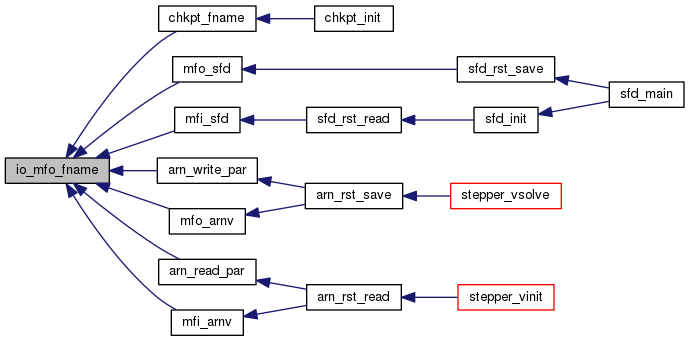 chkpt_fname
chkpt_init
mfo_sfd
sfd_rst_save
sfd_main
mfi_sfd
sfd_rst_read
sfd_init
io_mfo_fname
arn_write_par
arn_rst_save
stepper_vsolve
mfo_arnv
arn_read_par
arn_rst_read
stepper_vinit
mfi_arnv